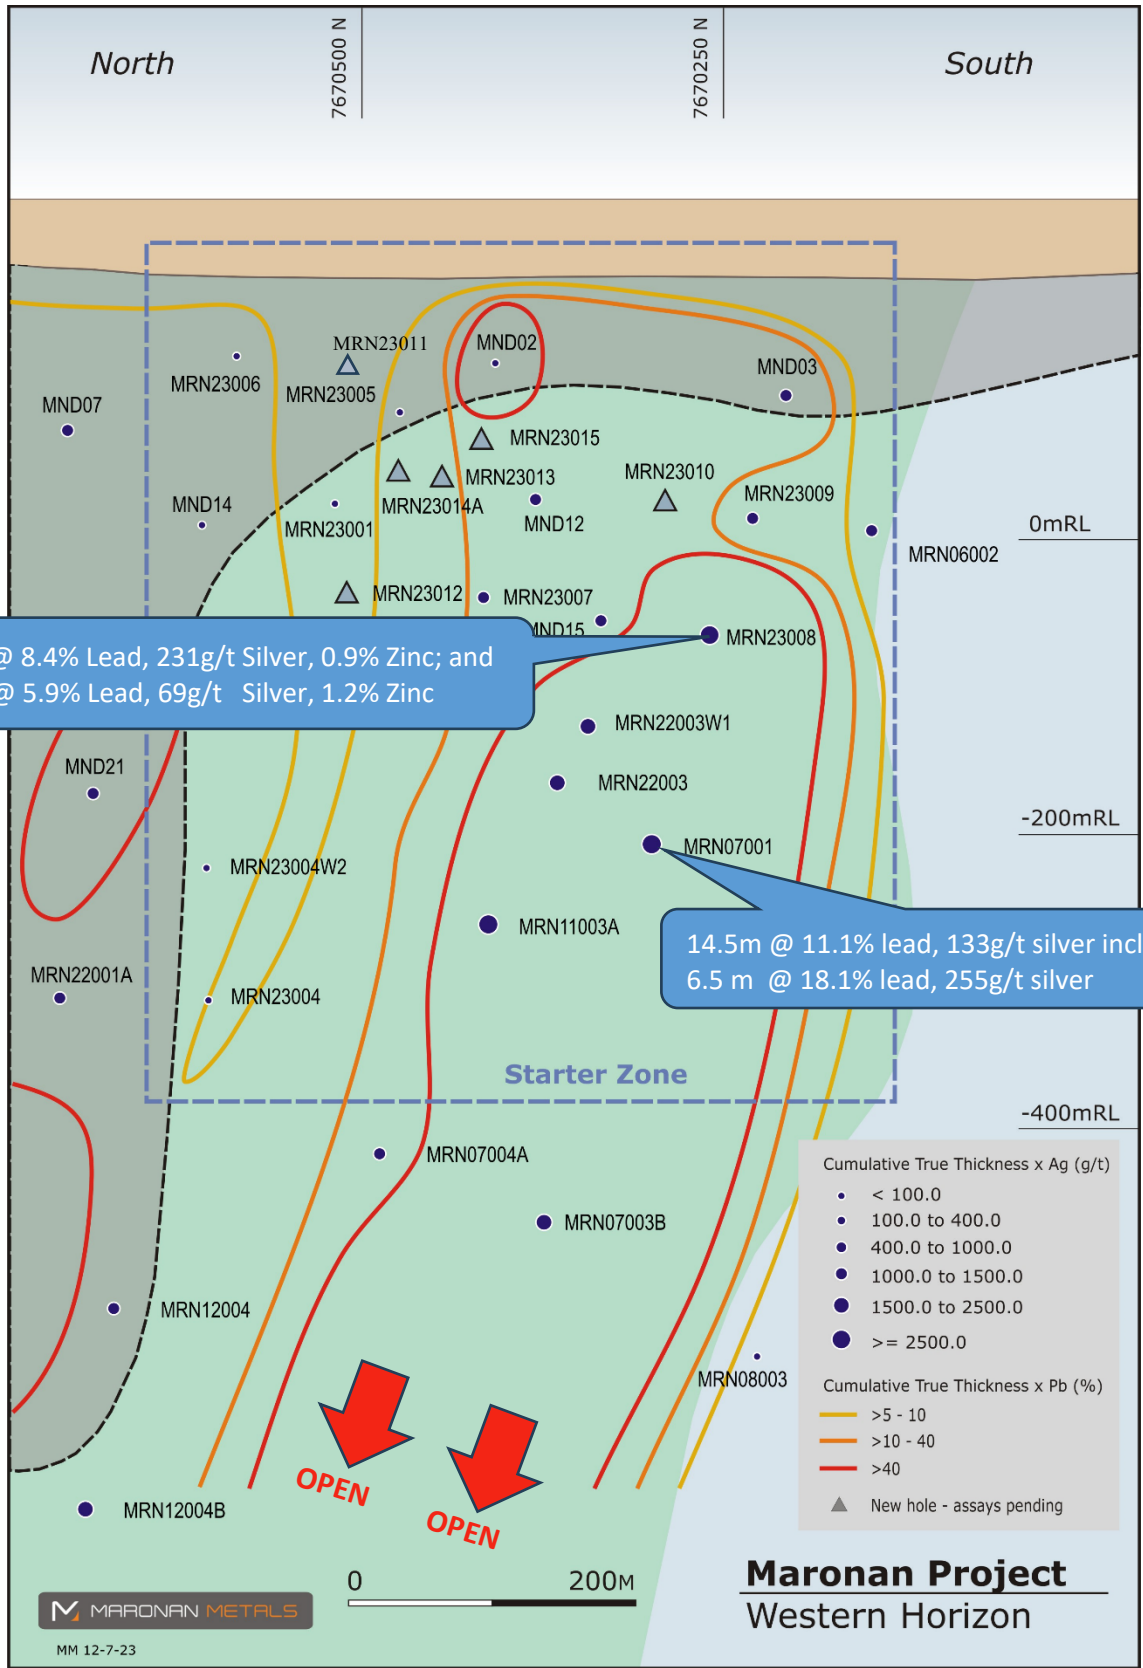 North
7670500 N
7670250 N
South
MRN23011
MND02
MRN23006
MRN23005
MND03
MND07
MRN23015
MRN23010
MRN23013
MRN23009
MND14
MRN23014A
MRN23001
MND12
0mRL
MRN06002
MRN23012
MRN23007
MND15
MRN23008
@ 8.4% Lead, 231g/t Silver, 0.9% Zinc; and
@ 5.9% Lead, 69g/t Silver, 1.2% Zinc
MRN22003W1
MND21
MRN22003
-200mRL
MRN07001
MRN23004W2
MRN11003A
14.5m @ 11.1% lead, 133g/t silver incl
6.5 m @ 18.1% lead, 255g/t silver
MRN22001A
MRN23004
Starter Zone
-400mRL
MRN07004A
MRN07003B
MRN12004
MRN08003
Cumulative True Thickness x Ag (g/t)
< 100.0
100.0 to 400.0
400.0 to 1000.0
1000.0 to 1500.0
1500.0 to 2500.0
>= 2500.0
Cumulative True Thickness x Pb (%)
>5 - 10
>10 - 40
>40
New hole - assays pending
OPEN
OPEN
MRN12004B
0 200M
Maronan Project
Western Horizon
MARONAN METALS
MM 12-7-23